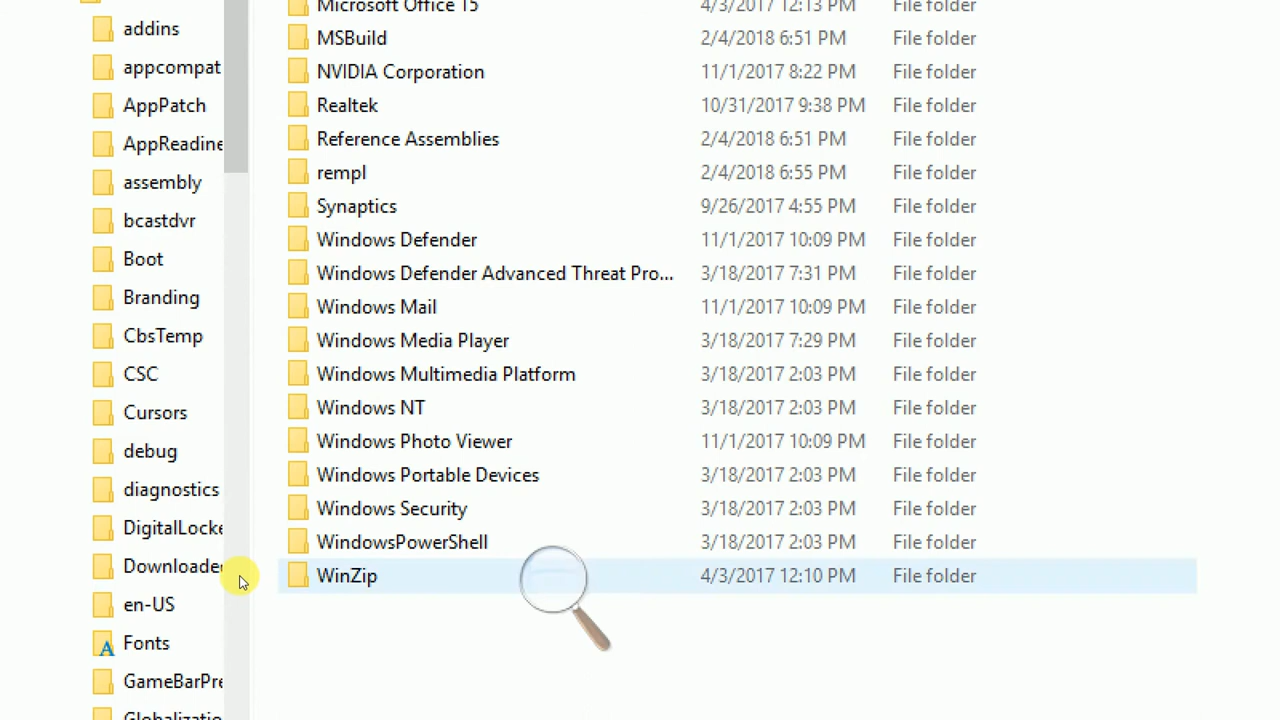 addins
appcompat
AppPatch
AppReadine
assembly
bcastdvr
Boot
Branding
CbsTemp
CSC
Cursors
debug
diagnostics
DigitalLocke
Downloade
en-US
Fonts
GameBarPre
Globalizatio
Microsoft Office 15 4/3/2017 12:13 PM File folder
MSBuild 2/4/2018 6:51 PM File folder
NVIDIA Corporation 11/1/2017 8:22 PM File folder
Realtek 10/31/2017 9:38 PM File folder
Reference Assemblies 2/4/2018 6:51 PM File folder
rempl 2/4/2018 6:55 PM File folder
Synaptics 9/26/2017 4:55 PM File folder
Windows Defender 11/1/2017 10:09 PM File folder
Windows Defender Advanced Threat Pro... 3/18/2017 7:31 PM File folder
Windows Mail 11/1/2017 10:09 PM File folder
Windows Media Player 3/18/2017 7:29 PM File folder
Windows Multimedia Platform 3/18/2017 2:03 PM File folder
Windows NT 3/18/2017 2:03 PM File folder
Windows Photo Viewer 11/1/2017 10:09 PM File folder
Windows Portable Devices 3/18/2017 2:03 PM File folder
Windows Security 3/18/2017 2:03 PM File folder
WindowsPowerShell 3/18/2017 2:03 PM File folder
WinZip 4/3/2017 12:10 PM File folder